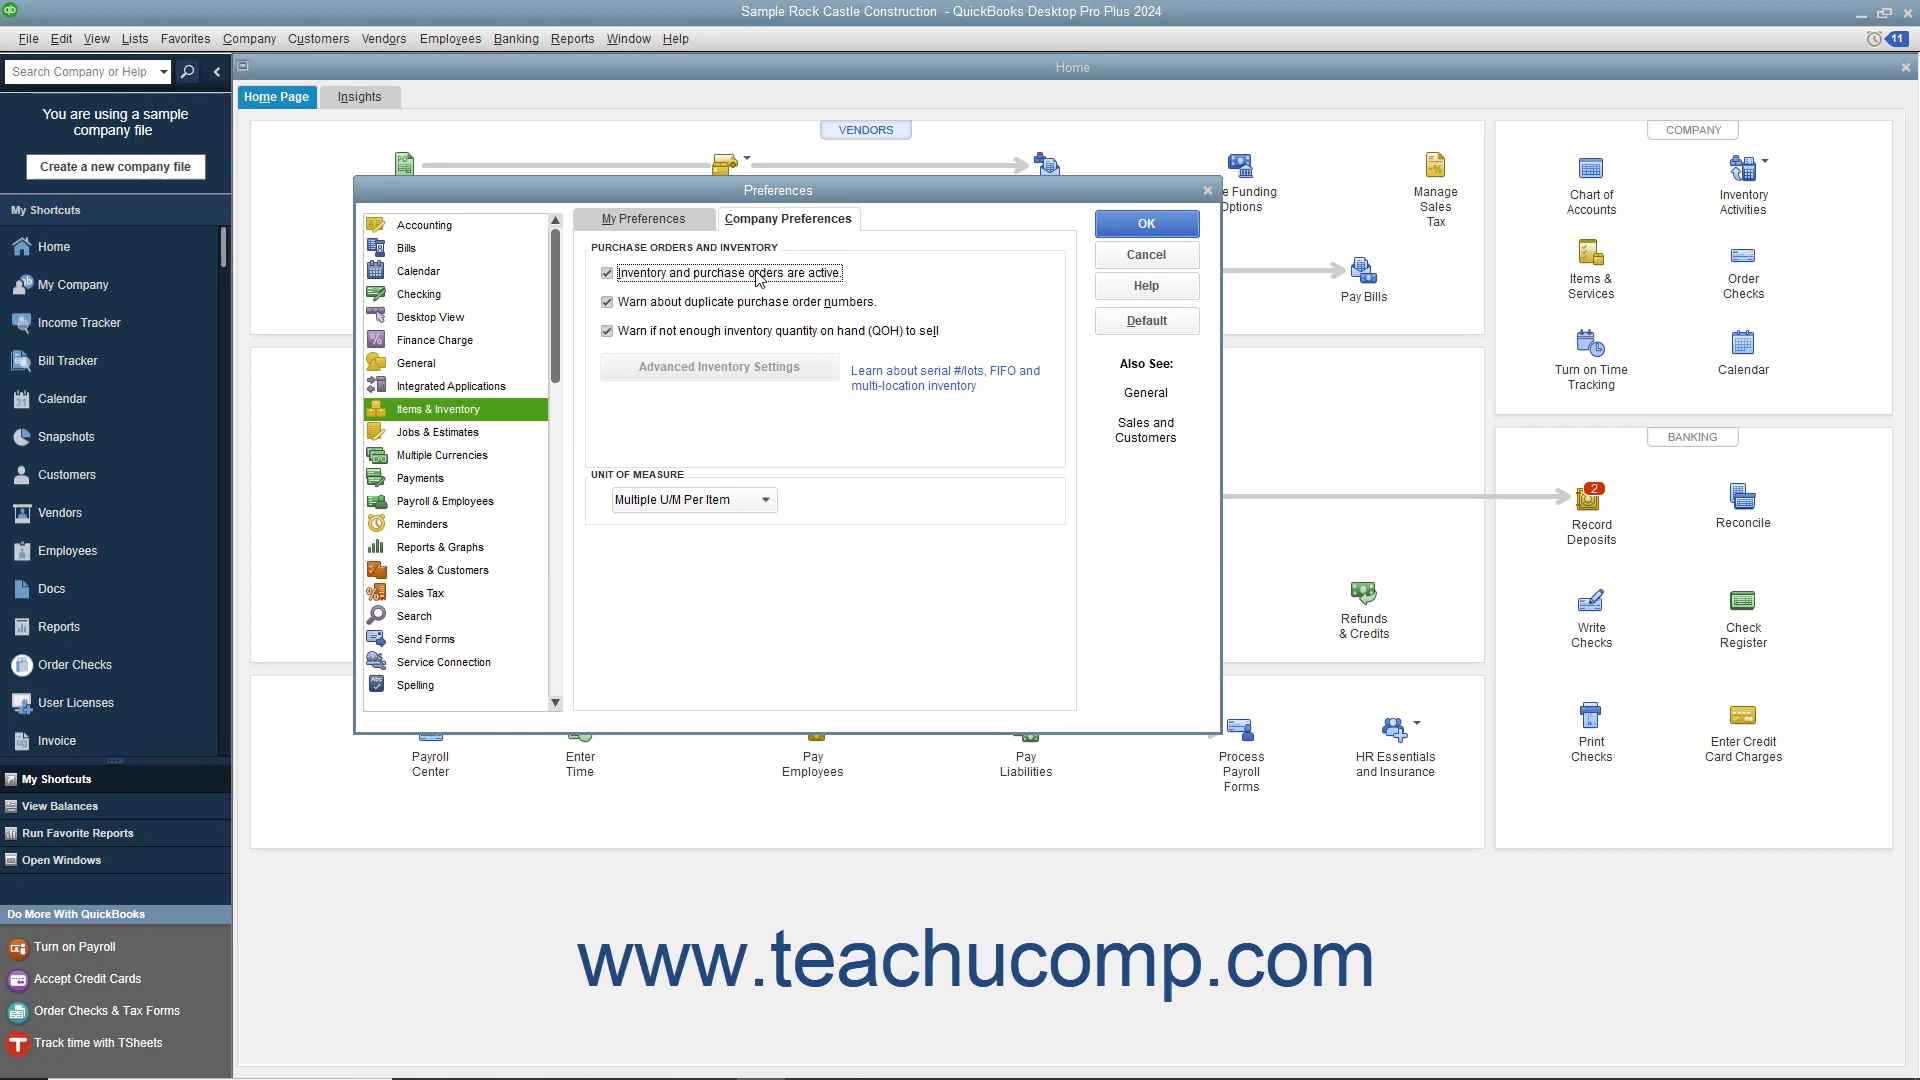 Sample Rock Castle Construction - QuickBooks Desktop Pro Plus 2024
File Edit View Lists Favorites Company Customers Vendors Employees Banking Reports Window Help
11
Search Company or Help
Home
Home Page
Insights
You are using a sample
company file
Create a new company file
My Shortcuts
Home
My Company
Income Tracker
Bill Tracker
Calendar
Snapshots
Customers
Vendors
Employees
Docs
Reports
Order Checks
User Licenses
Invoice
My Shortcuts
View Balances
Run Favorite Reports
Open Windows
Do More With QuickBooks
Turn on Payroll
Accept Credit Cards
Order Checks & Tax Forms
Track time with TSheets
VENDORS
e Funding
Options
Manage
Sales
Tax
Pay Bills
Refunds
& Credits
Preferences
Accounting
Bills
Calendar
Checking
Desktop View
Finance Charge
General
Integrated Applications
Items & Inventory
Jobs & Estimates
Multiple Currencies
Payments
Payroll & Employees
Reminders
Reports & Graphs
Sales & Customers
Sales Tax
Search
Send Forms
Service Connection
Spelling
My Preferences
Company Preferences
PURCHASE ORDERS AND INVENTORY
Inventory and purchase orders are active.
Warn about duplicate purchase order numbers.
Warn if not enough inventory quantity on hand (QOH) to sell
Advanced Inventory Settings
Learn about serial #/lots, FIFO and
multi-location inventory
UNIT OF MEASURE
Multiple U/M Per Item
OK
Cancel
Help
Default
Also See:
General
Sales and
Customers
Payroll
Center
Enter
Time
Pay
Employees
Pay
Liabilities
Process
Payroll
Forms
HR Essentials
and Insurance
COMPANY
Chart of
Accounts
Inventory
Activities
Items &
Services
Order
Checks
Turn on Time
Tracking
Calendar
BANKING
2
Record
Deposits
Reconcile
Write
Checks
Check
Register
Print
Checks
Enter Credit
Card Charges
www.teachucomp.com